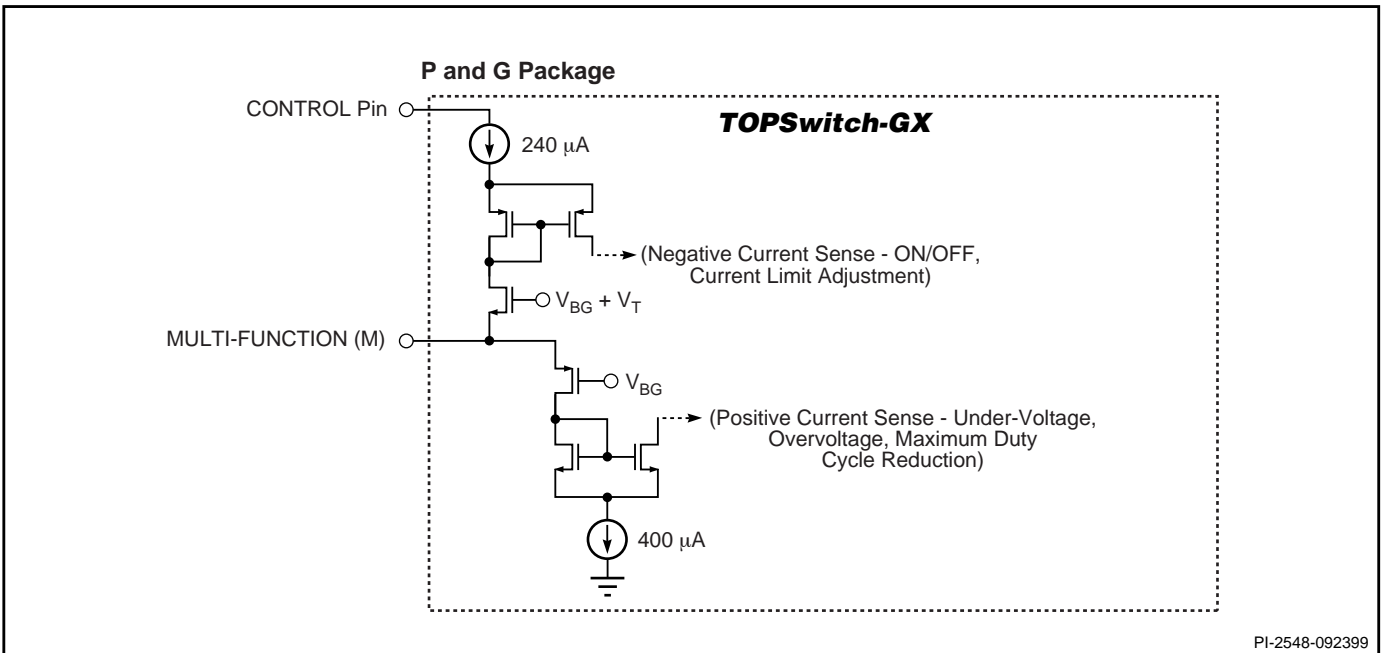 P and G Package
CONTROL Pin
TOPSwitch-GX
240 μA
(Negative Current Sense - ON/OFF,
Current Limit Adjustment)
V_BG + V_T
MULTI-FUNCTION (M)
V_BG
(Positive Current Sense - Under-Voltage,
Overvoltage, Maximum Duty
Cycle Reduction)
400 μA
PI-2548-092399